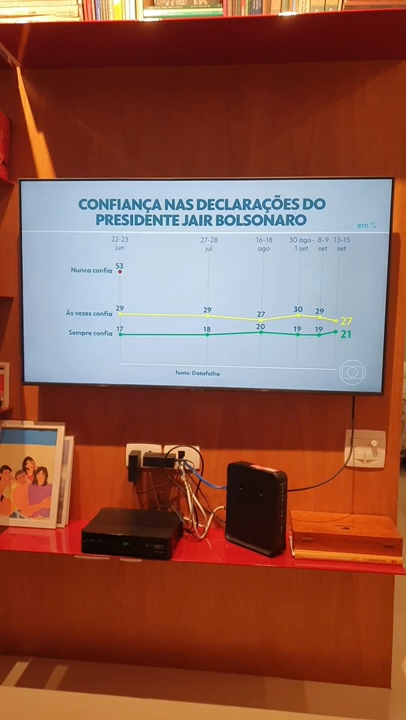 CONFIANÇA NAS DECLARAÇÕES DO
PRESIDENTE JAIR BOLSONARO
em %
22-23 27-28 16-18 30 ago- 8-9 13-15
jun jul ago 1 set set set
53
Nunca confia
29 29 27 30 29 27
Às vezes confia
17 18 20 19 19 21
Sempre confia
fonte: Datafolha